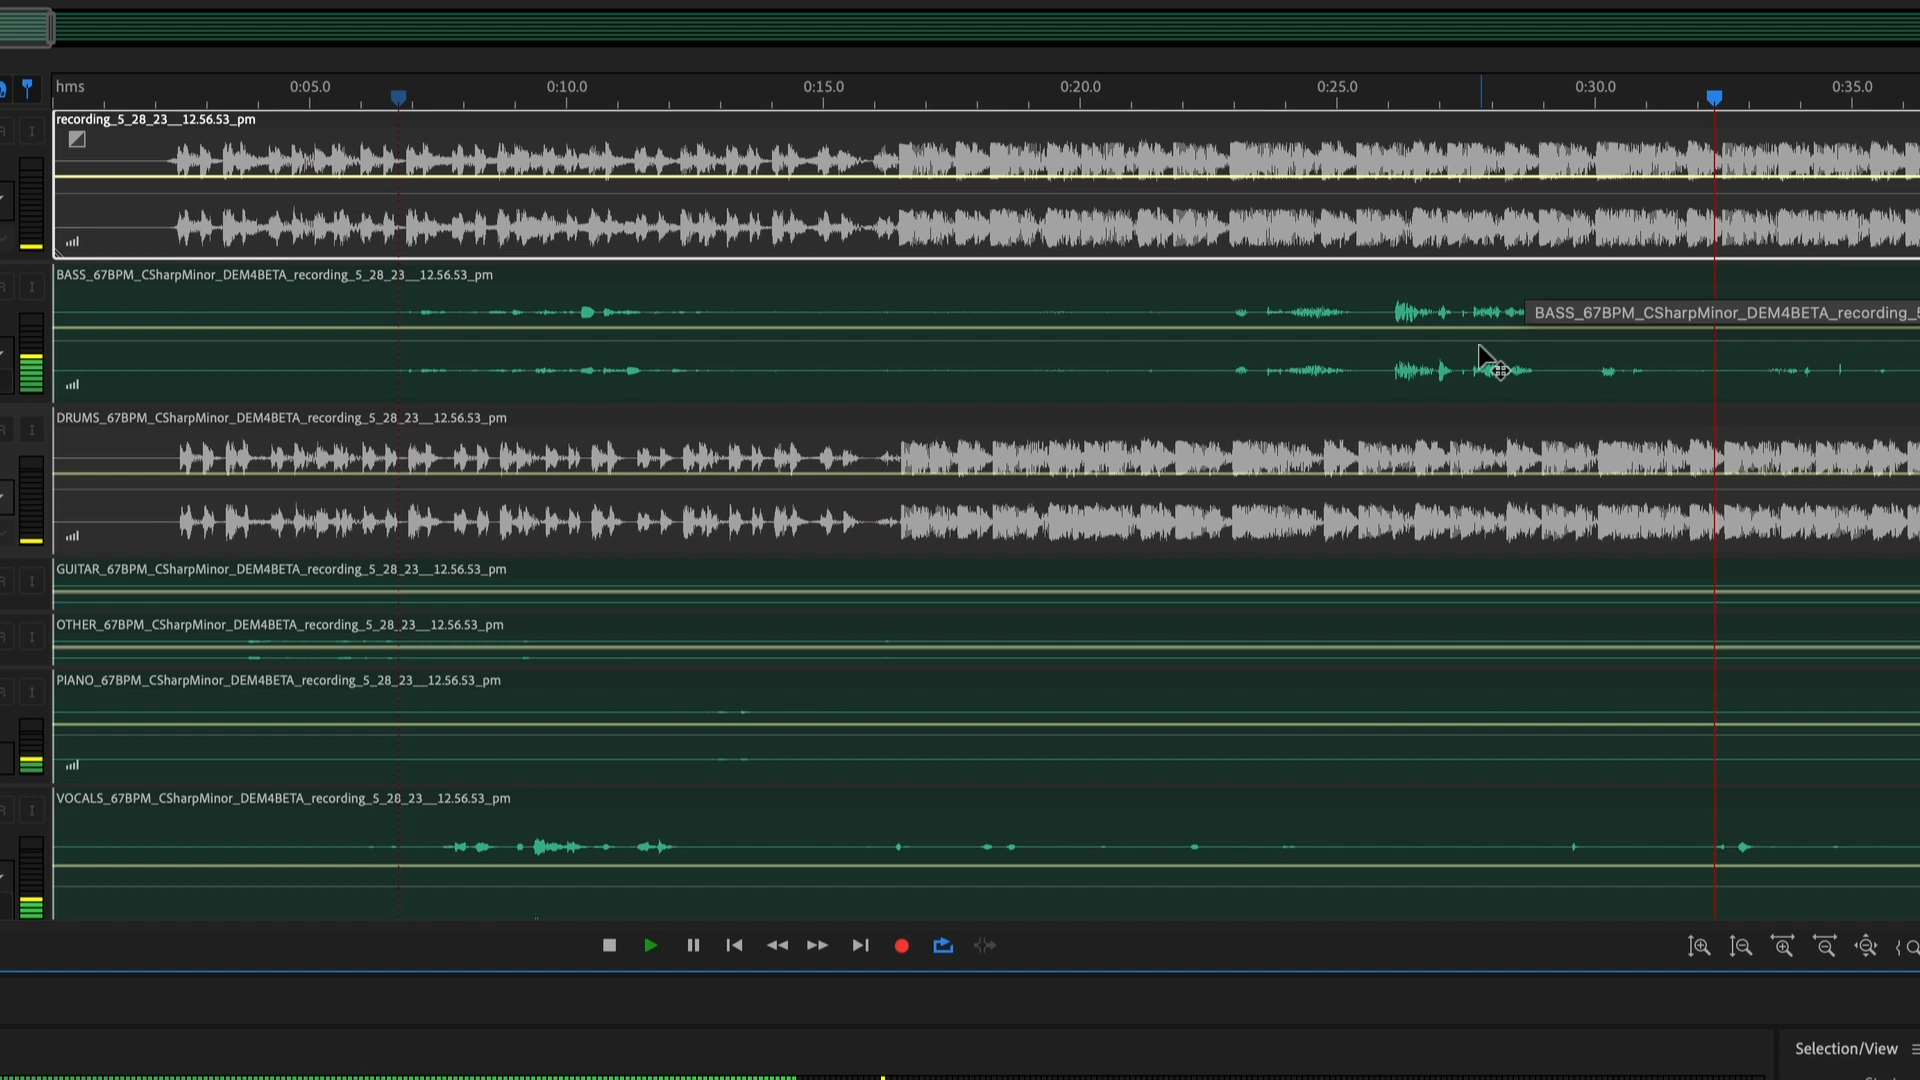 hms 0:05.0 0:10.0 0:15.0 0:20.0 0:25.0 0:30.0 0:35.0
recording_5_28_23__12.56.53_pm
R I
BASS_67BPM_CSharpMinor_DEM4BETA_recording_5_28_23__12.56.53_pm
R I
BASS_67BPM_CSharpMinor_DEM4BETA_recording_5
DRUMS_67BPM_CSharpMinor_DEM4BETA_recording_5_28_23__12.56.53_pm
R I
GUITAR_67BPM_CSharpMinor_DEM4BETA_recording_5_28_23__12.56.53_pm
R I
OTHER_67BPM_CSharpMinor_DEM4BETA_recording_5_28_23__12.56.53_pm
R I
PIANO_67BPM_CSharpMinor_DEM4BETA_recording_5_28_23__12.56.53_pm
R I
VOCALS_67BPM_CSharpMinor_DEM4BETA_recording_5_28_23__12.56.53_pm
R I
Selection/View